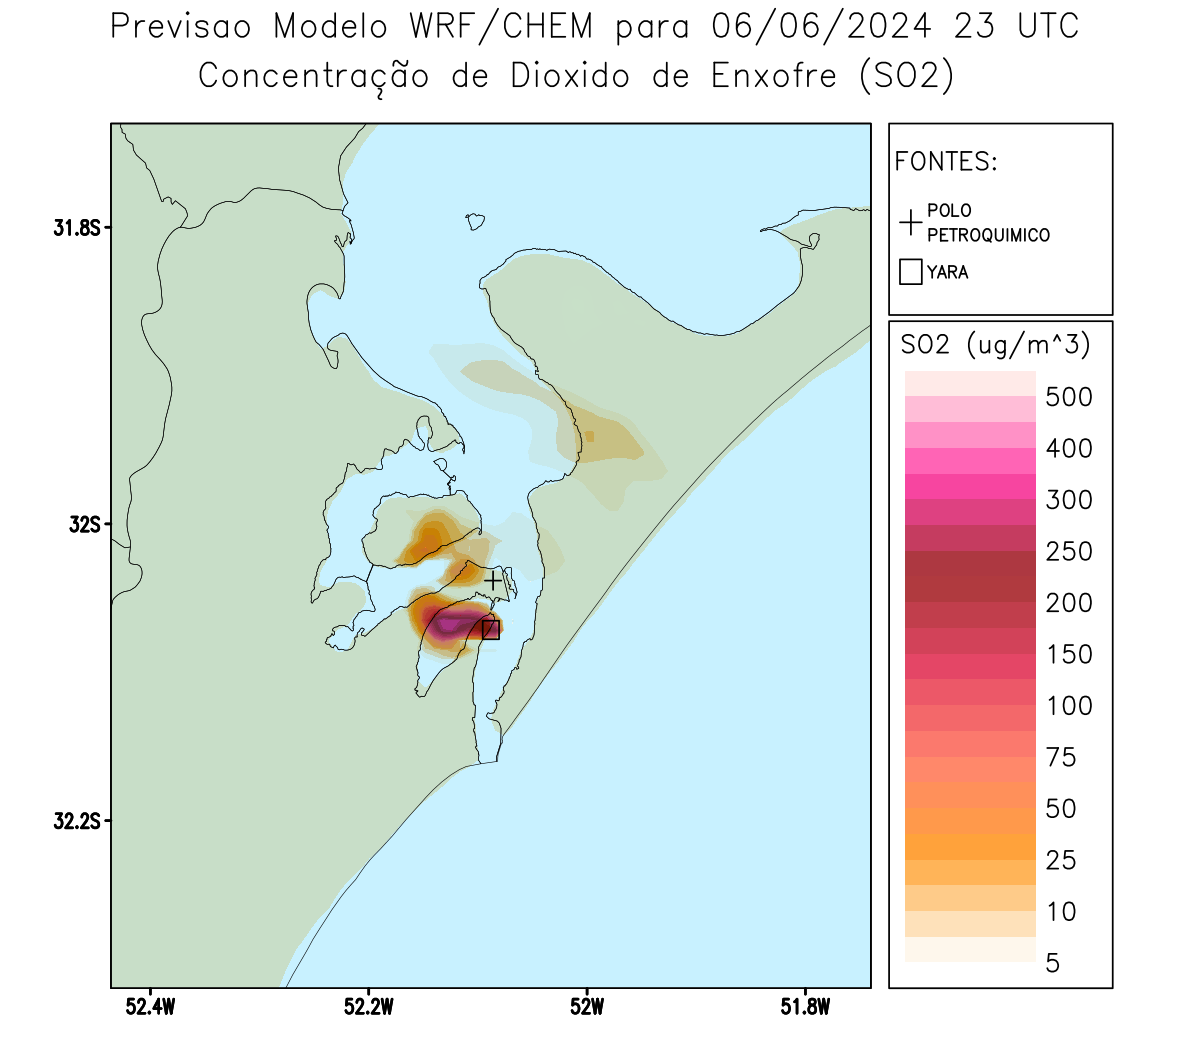 Previsao Modelo WRF/CHEM para 06/06/2024 23 UTC
Concentração de Dioxido de Enxofre (SO2)
FONTES:
POLO
PETROQUIMICO
YARA
31.8S
32S
32.2S
52.4W
52.2W
52W
51.8W
SO2 (ug/m^3)
500
400
300
250
200
150
100
75
50
25
10
5